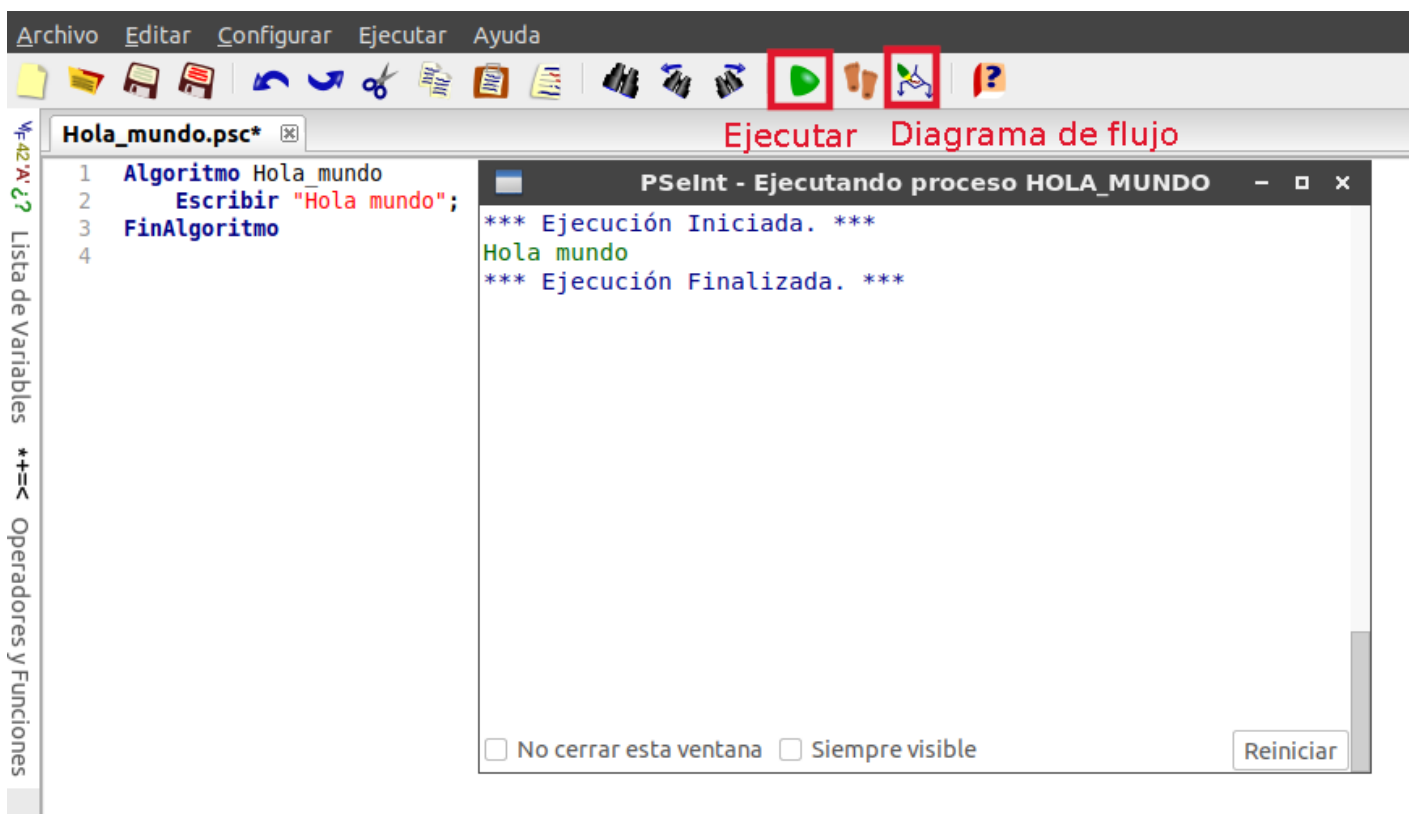 Archivo Editar Configurar Ejecutar Ayuda
Hola_mundo.psc*
Ejecutar Diagrama de flujo
1 Algoritmo Hola_mundo
2 Escribir "Hola mundo";
3 FinAlgoritmo
4
PSeInt - Ejecutando proceso HOLA_MUNDO
*** Ejecución Iniciada. ***
Hola mundo
*** Ejecución Finalizada. ***
No cerrar esta ventana Siempre visible Reiniciar
42 'A' ¿? Lista de Variables
*+=< Operadores y Funciones